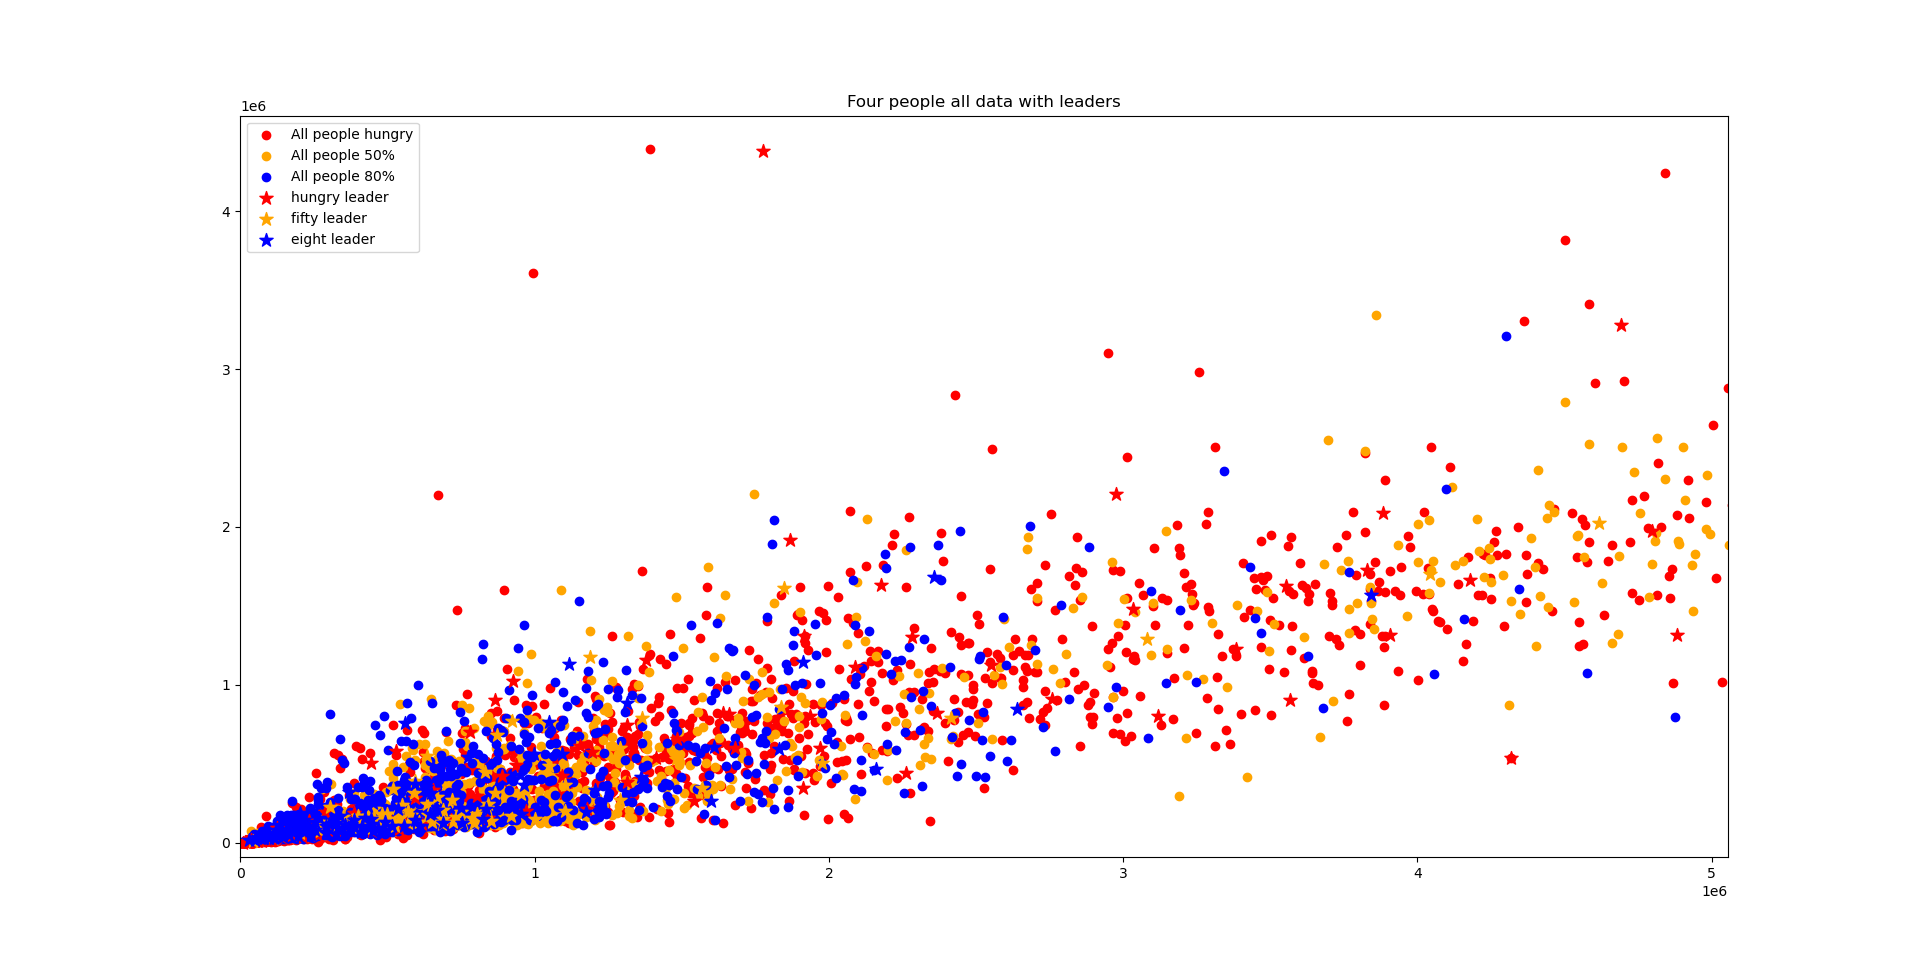 Four people all data with leaders
1e6
All people hungry
All people 50%
All people 80%
hungry leader
fifty leader
eight leader
4
3
2
1
0
0 1 2 3 4 5
1e6